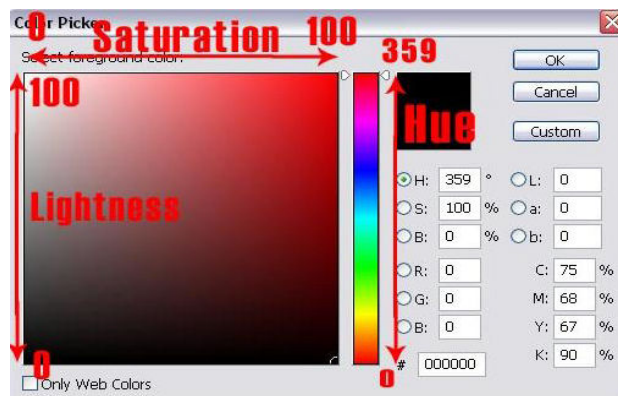 Color Picker
0 Saturation 100
359
Select foreground color:
100
Lightness
0
Hue
0
OK
Cancel
Custom
H: 359 ° L: 0
S: 100 % a: 0
B: 0 % b: 0
R: 0 C: 75 %
G: 0 M: 68 %
B: 0 Y: 67 %
# 000000 K: 90 %
Only Web Colors